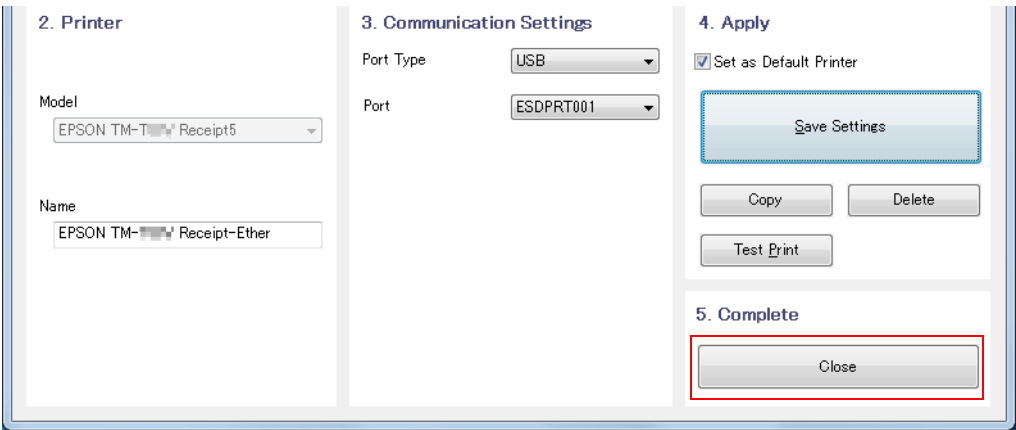 2. Printer
Model
EPSON TM-T Receipt5
Name
EPSON TM- Receipt-Ether
3. Communication Settings
Port Type
USB
Port
ESDPRT001
4. Apply
Set as Default Printer
Save Settings
Copy
Delete
Test Print
5. Complete
Close